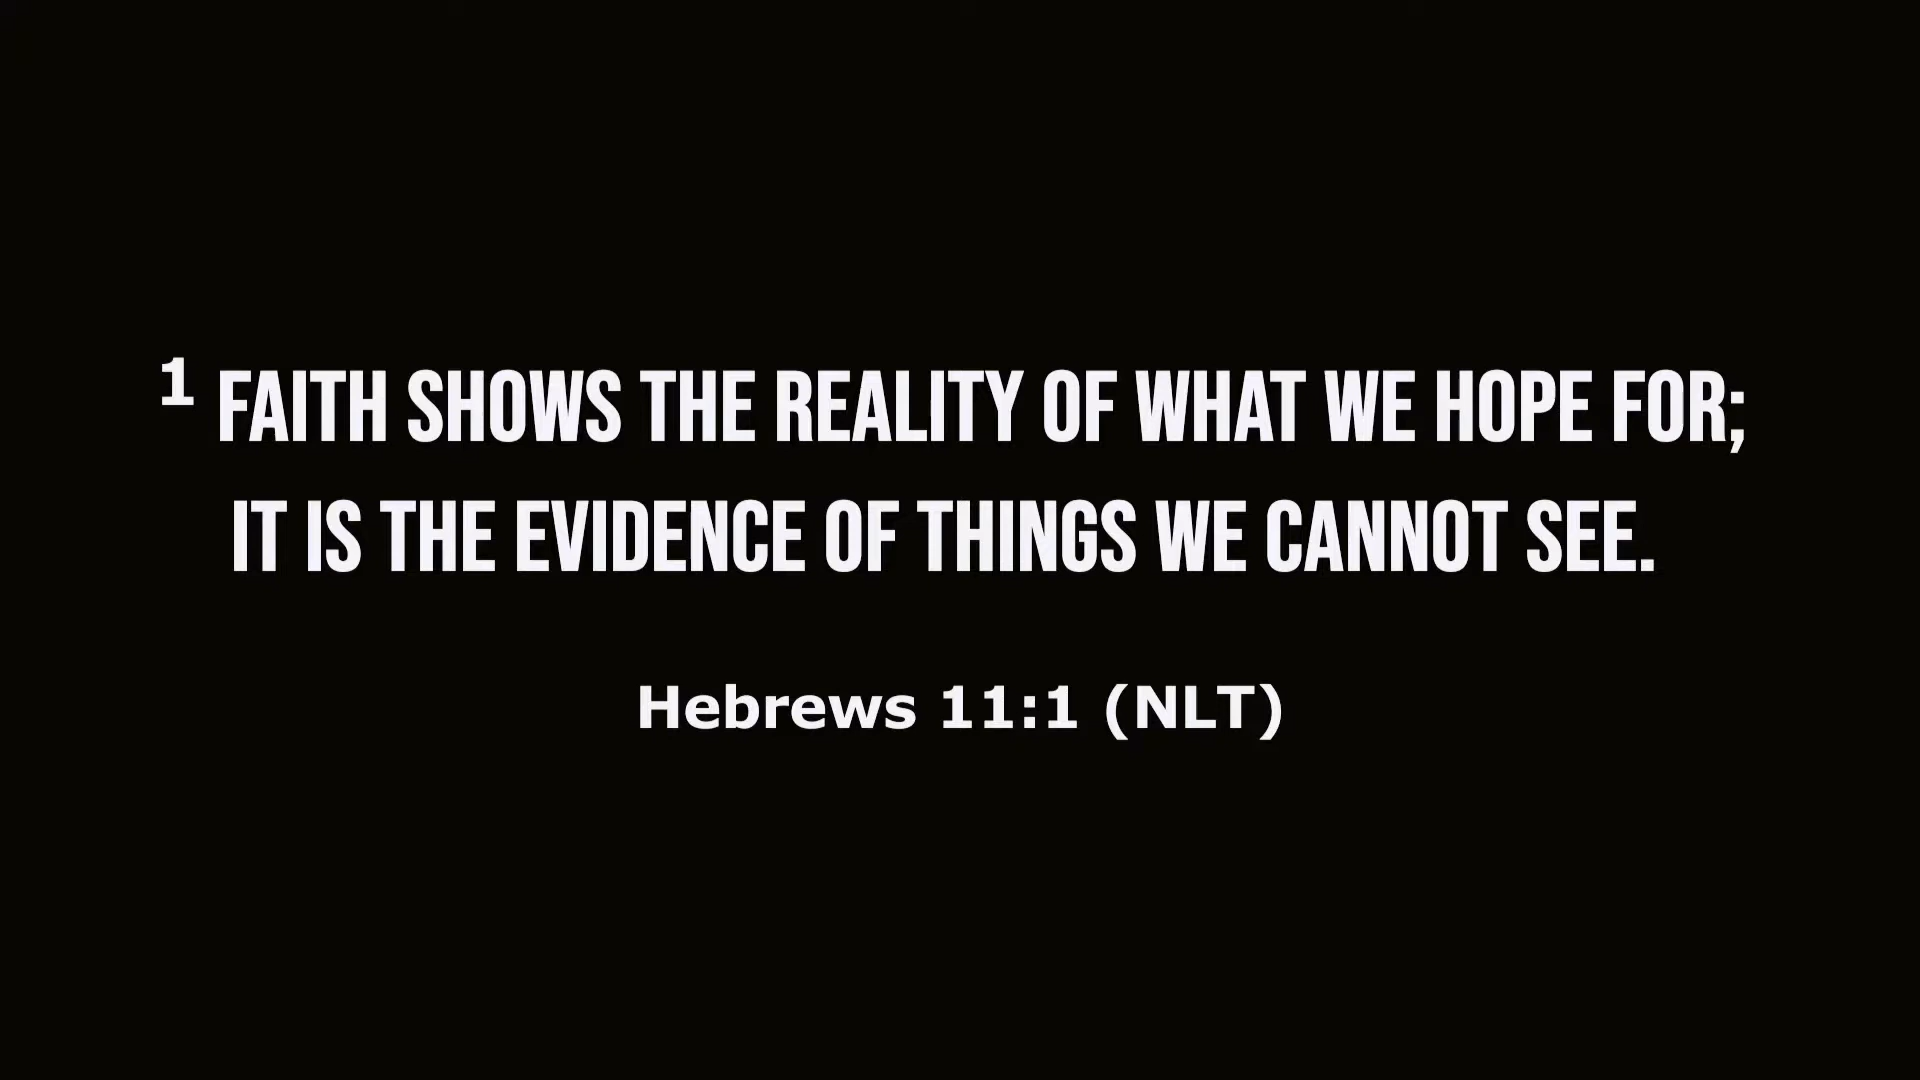 1 FAITH SHOWS THE REALITY OF WHAT WE HOPE FOR;
IT IS THE EVIDENCE OF THINGS WE CANNOT SEE.
Hebrews 11:1 (NLT)